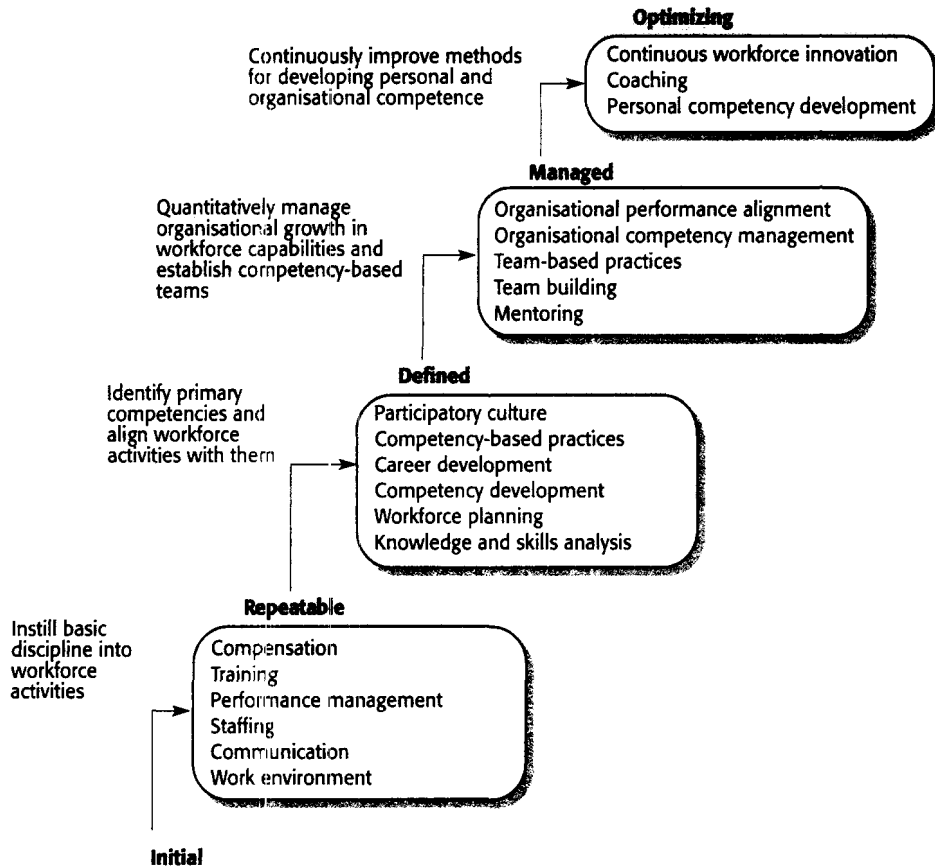 Optimizing
Continuously improve methods
for developing personal and
organisational competence
Continuous workforce innovation
Coaching
Personal competency development
Managed
Quantitatively manage
organisational growth in
workforce capabilities and
establish competency-based
teams
Organisational performance alignment
Organisational competency management
Team-based practices
Team building
Mentoring
Defined
Identify primary
competencies and
align workforce
activities with them
Participatory culture
Competency-based practices
Career development
Competency development
Workforce planning
Knowledge and skills analysis
Repeatable
Instill basic
discipline into
workforce
activities
Compensation
Training
Performance management
Staffing
Communication
Work environment
Initial